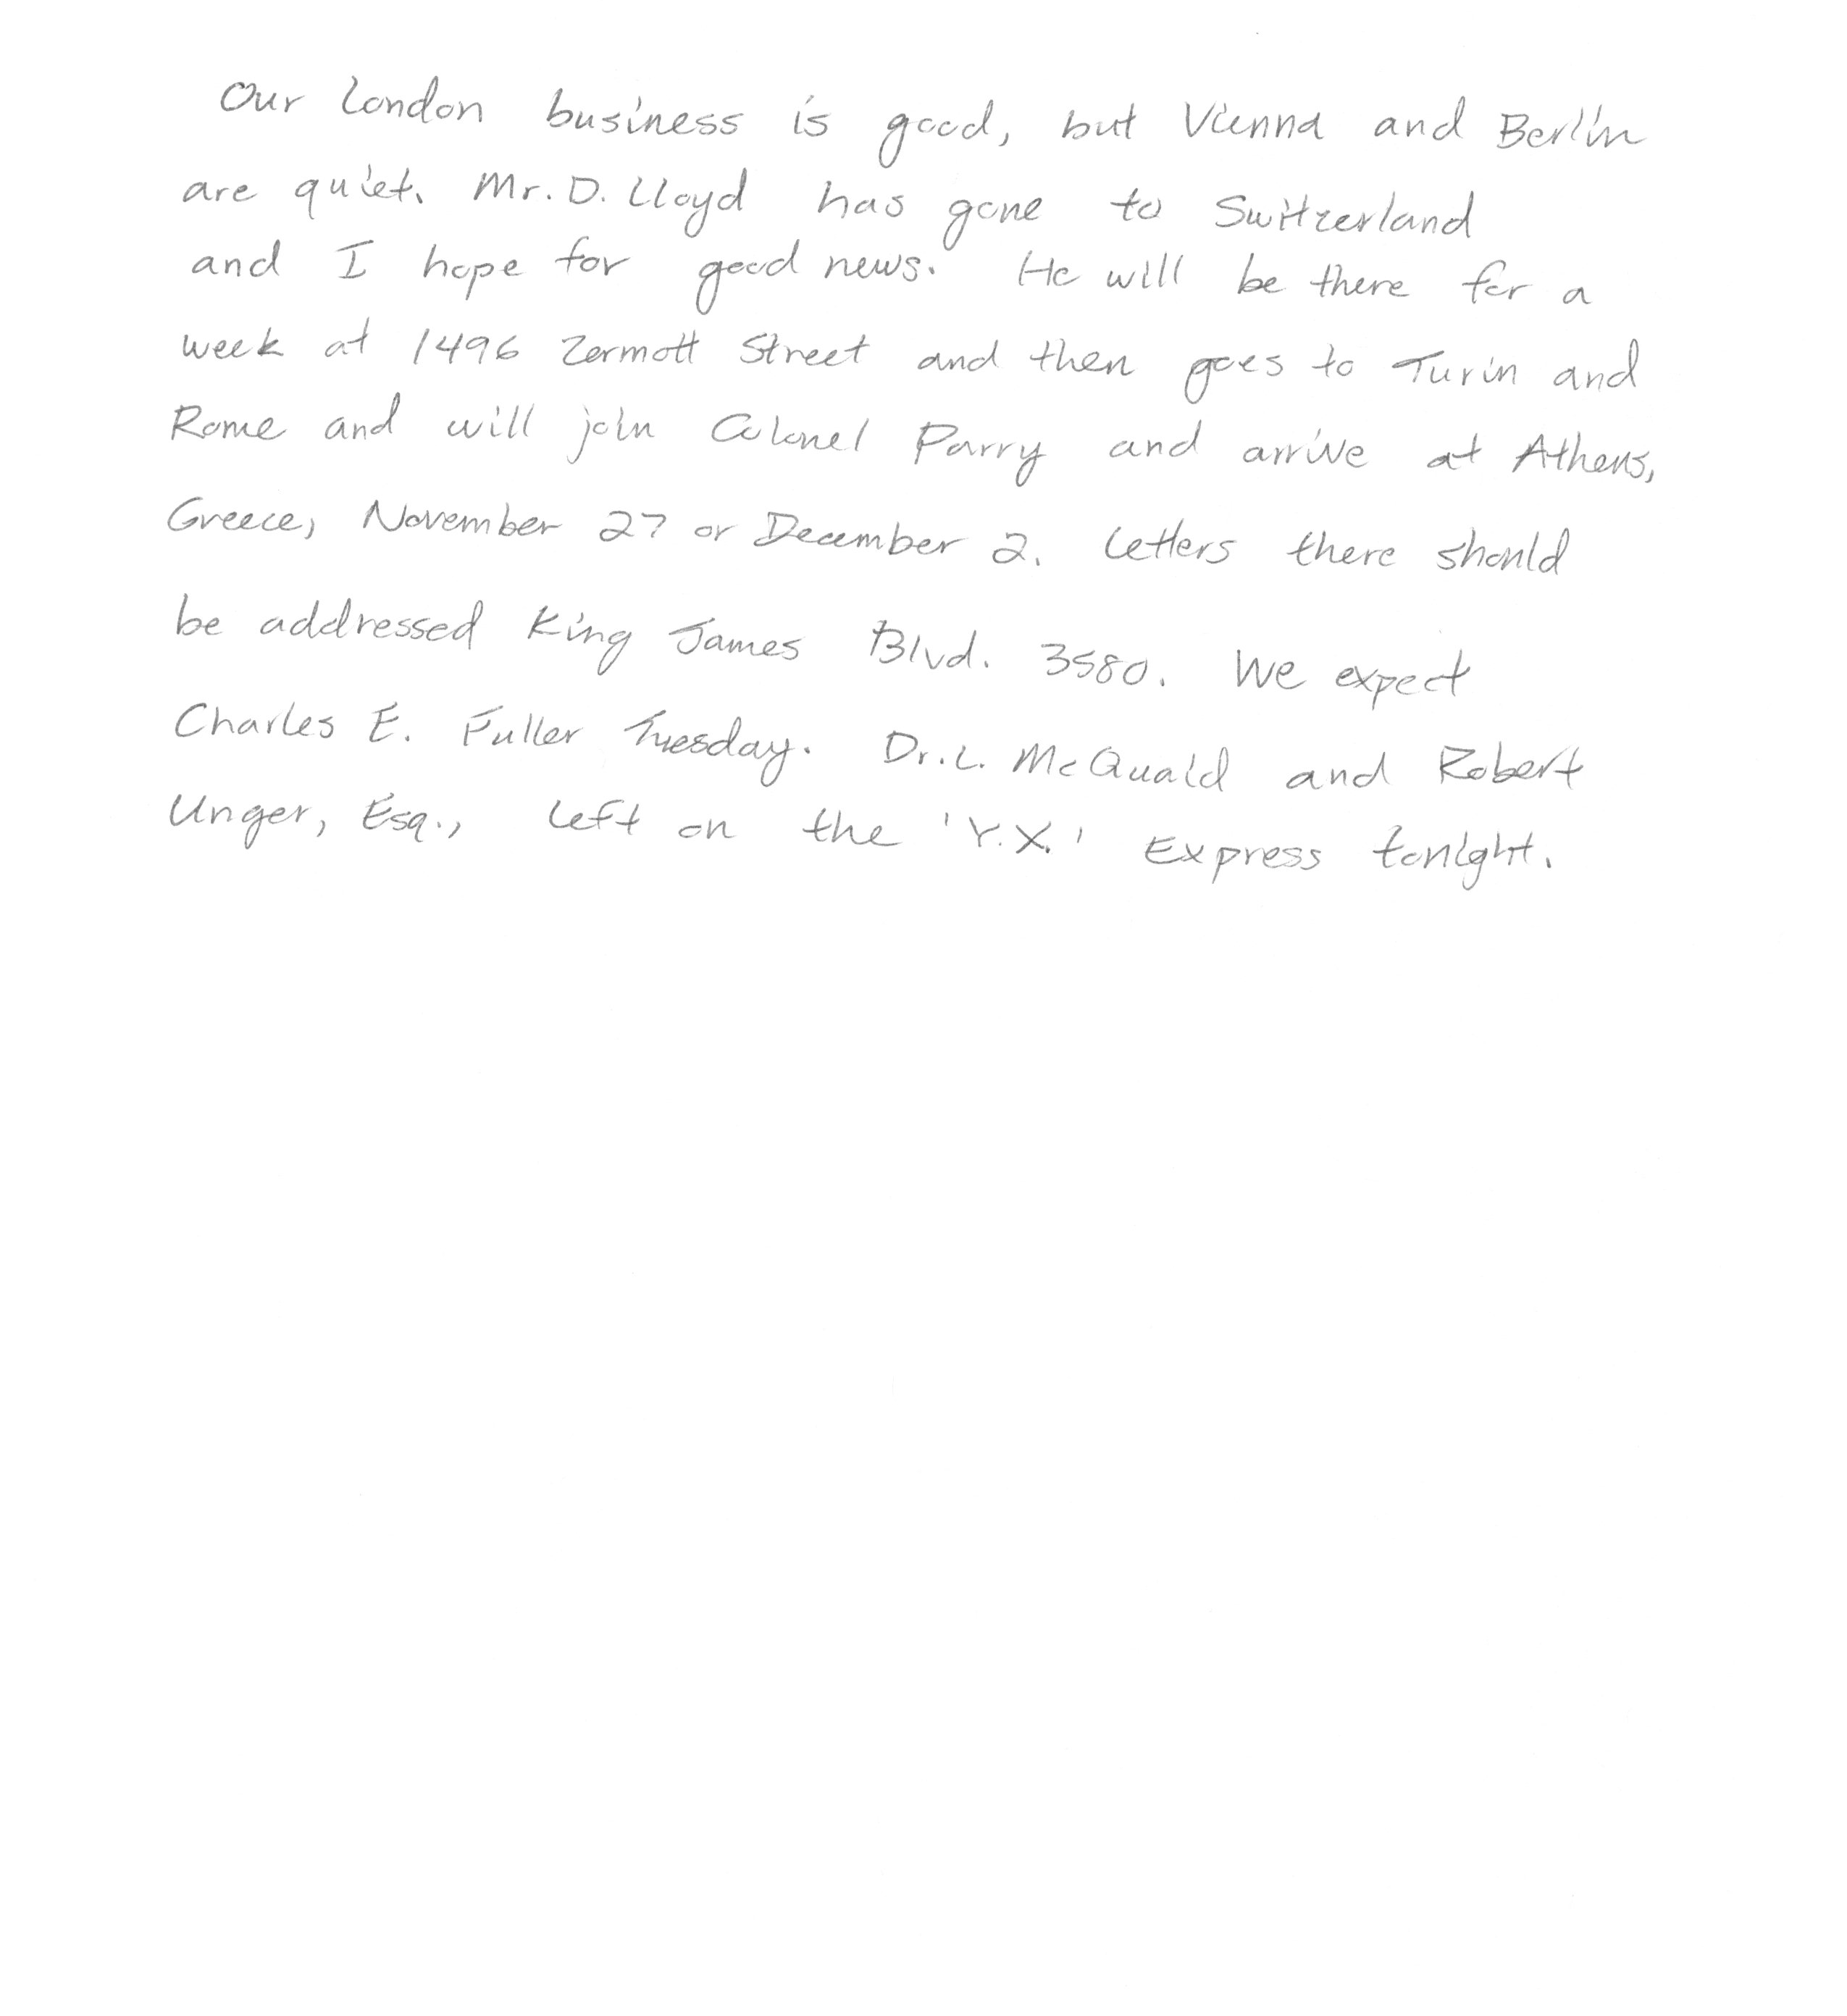 Our London business is good, but Vienna and Berlin
are quiet. Mr. D. Lloyd has gone to Switzerland
and I hope for good news. He will be there for a
week at 1496 Zermott Street and then goes to Turin and
Rome and will join Colonel Parry and arrive at Athens,
Greece, November 27 or December 2. Letters there should
be addressed King James Blvd. 3580. We expect
Charles E. Fuller Tuesday. Dr. L. McQuaid and Robert
Unger, Esq., left on the 'Y.X.' Express tonight.